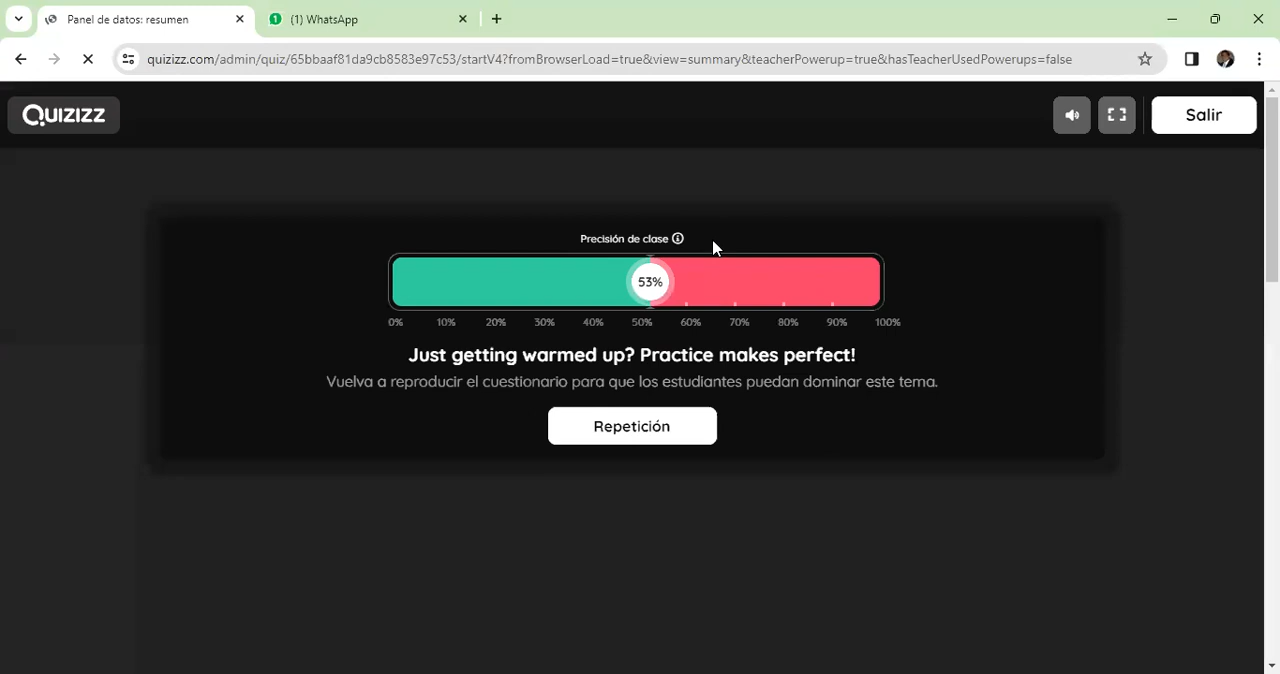 Panel de datos: resumen
(1) WhatsApp
quizizz.com/admin/quiz/65bbaaf81da9cb8583e97c53/startV4?fromBrowserLoad=true&view=summary&teacherPowerup=true&hasTeacherUsedPowerups=false
QUIZIZZ
Salir
Precisión de clase
53%
0% 10% 20% 30% 40% 50% 60% 70% 80% 90% 100%
Just getting warmed up? Practice makes perfect!
Vuelva a reproducir el cuestionario para que los estudiantes puedan dominar este tema.
Repetición